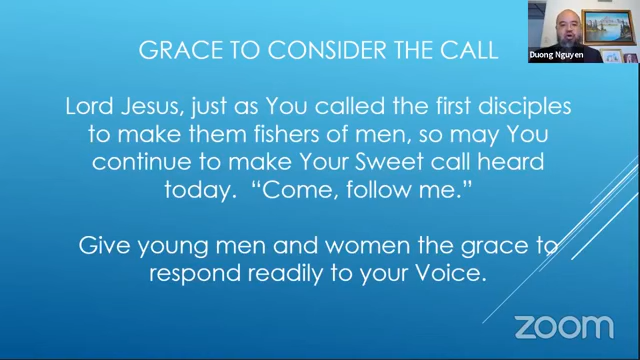 Duong Nguyen
GRACE TO CONSIDER THE CALL
Lord Jesus, just as You called the first disciples
to make them fishers of men, so may You
continue to make Your Sweet call heard
today. “Come, follow me.”
Give young men and women the grace to
respond readily to your Voice.
zoom